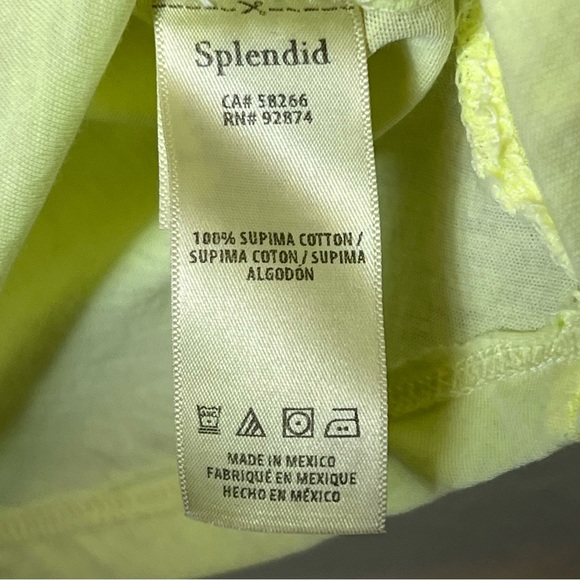 Splendid
CA# 58266
RN# 92874
100% SUPIMA COTTON /
SUPIMA COTON / SUPIMA
ALGODÓN
MADE IN MEXICO
FABRIQUÉ EN MEXIQUE
HECHO EN MÉXICO